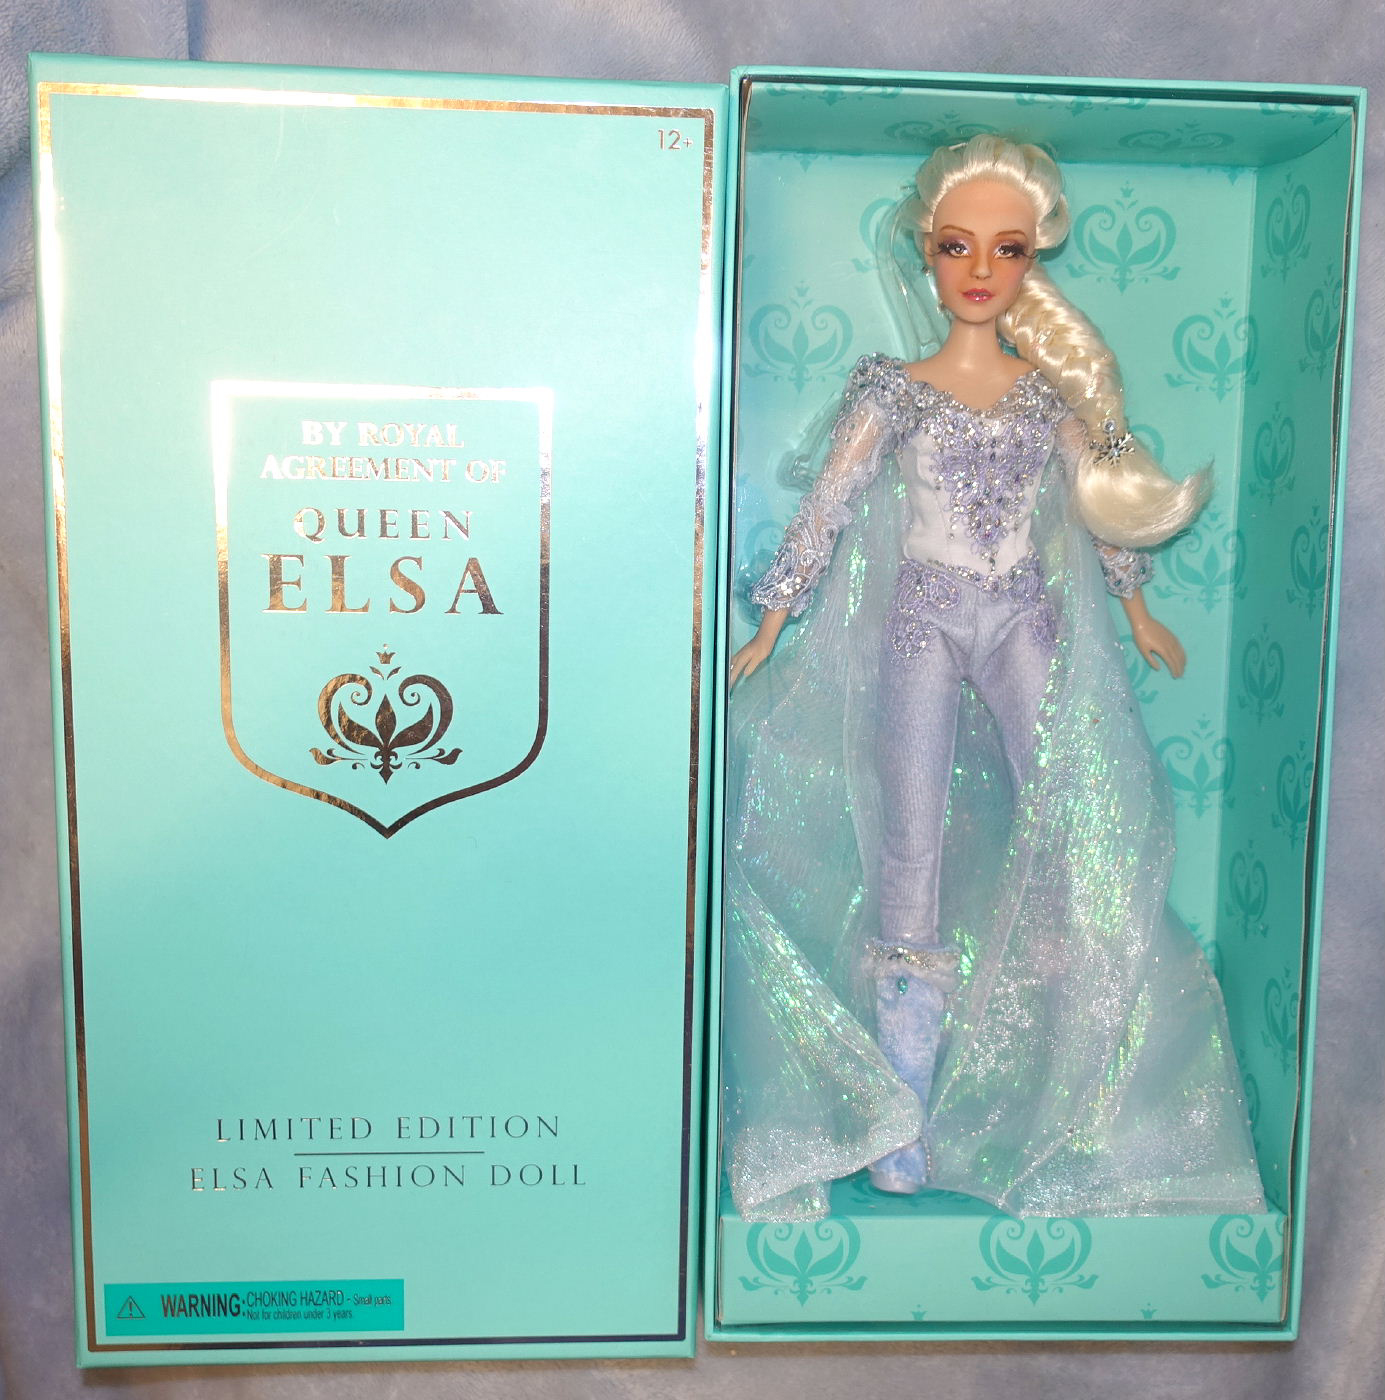 12+
BY ROYAL
AGREEMENT OF
QUEEN
ELSA
LIMITED EDITION
ELSA FASHION DOLL
WARNING: CHOKING HAZARD - Small parts.
Not for children under 3 years.